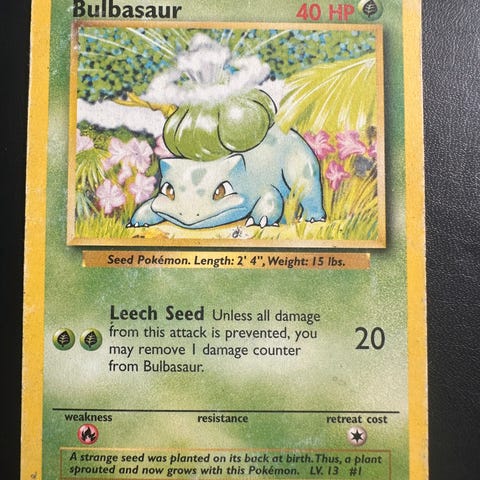 Bulbasaur 40 HP
Seed Pokémon. Length: 2' 4", Weight: 15 lbs.
Leech Seed Unless all damage
from this attack is prevented, you
may remove 1 damage counter
from Bulbasaur.
20
weakness resistance retreat cost
A strange seed was planted on its back at birth. Thus, a plant
sprouted and now grows with this Pokémon. LV. 13 #1